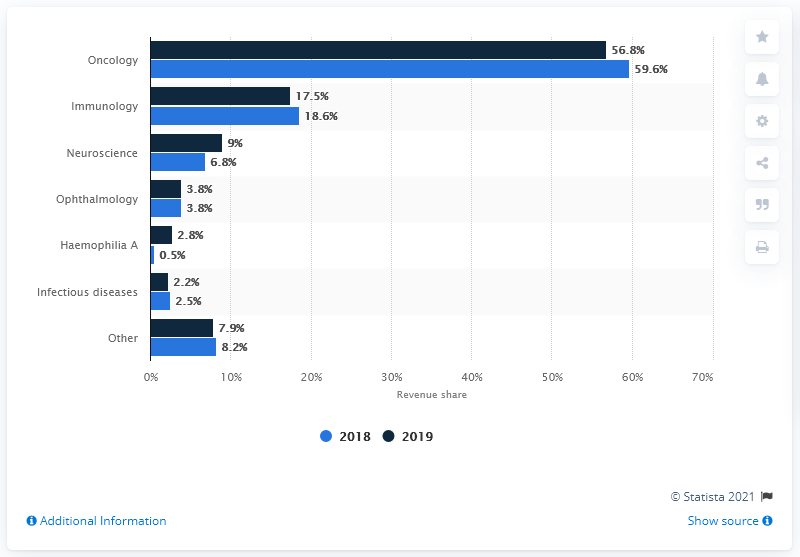 Oncology
56.8%
59.6%
Immunology
17.5%
18.6%
Neuroscience
9%
6.8%
Ophthalmology
3.8%
3.8%
Haemophilia A
2.8%
0.5%
Infectious diseases
2.2%
2.5%
Other
7.9%
8.2%
0% 10% 20% 30% 40% 50% 60% 70%
Revenue share
2018 2019
© Statista 2021
Additional Information
Show source